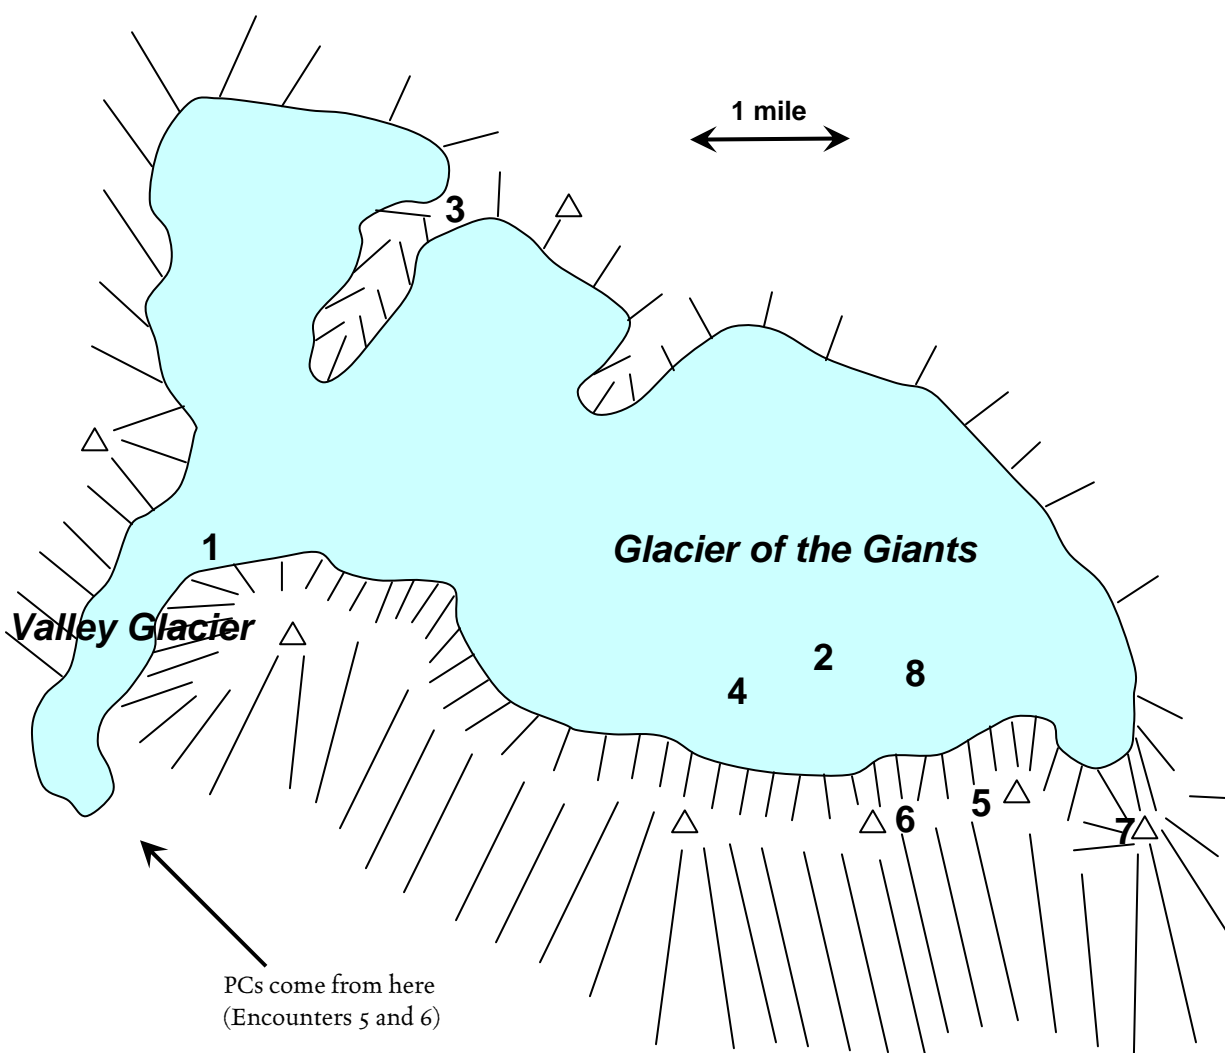 1 mile
3
Glacier of the Giants
1
Valley Glacier
2
8
4
5
6
7
PCs come from here
(Encounters 5 and 6)